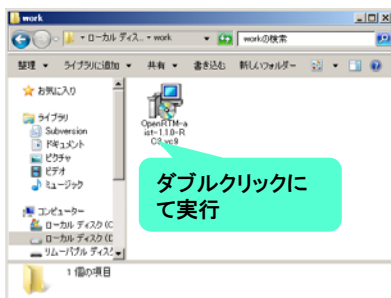 work
ローカル ディス... work
workの検索
整理 ライブラリに追加 共有 書き込む 新しいフォルダー
お気に入り
ライブラリ
Subversion
ドキュメント
ピクチャ
ビデオ
ミュージック
コンピューター
ローカル ディスク (C
ローカル ディスク (D
リムーバブル ディスク
OpenRTM-a
ist-1.1.0-R
C3_vc9
ダブルクリックに
て実行
1 個の項目